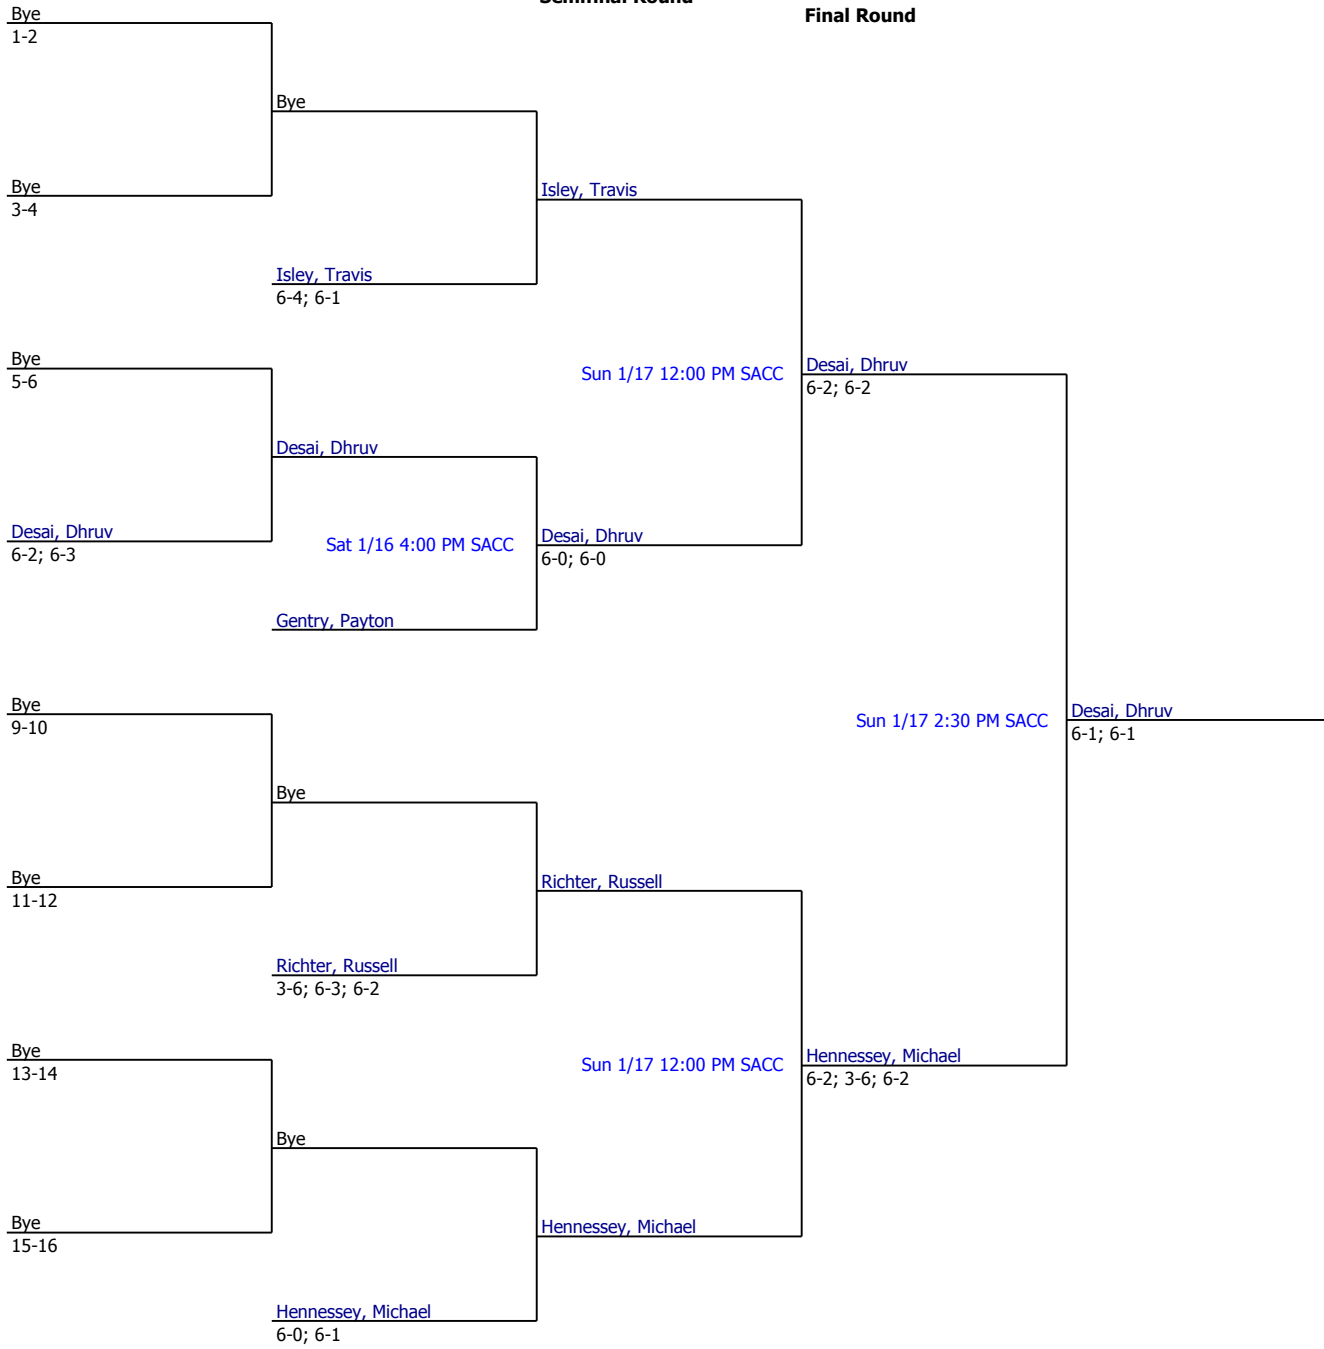 Semifinal Round
Final Round
Bye
1-2
Bye
Bye
3-4
Isley, Travis
Isley, Travis
6-4; 6-1
Bye
5-6
Sun 1/17 12:00 PM SACC
Desai, Dhruv
6-2; 6-2
Desai, Dhruv
Desai, Dhruv
6-2; 6-3
Sat 1/16 4:00 PM SACC
Desai, Dhruv
6-0; 6-0
Gentry, Payton
Bye
9-10
Sun 1/17 2:30 PM SACC
Desai, Dhruv
6-1; 6-1
Bye
Bye
11-12
Richter, Russell
Richter, Russell
3-6; 6-3; 6-2
Bye
13-14
Sun 1/17 12:00 PM SACC
Hennessey, Michael
6-2; 3-6; 6-2
Bye
Bye
15-16
Hennessey, Michael
Hennessey, Michael
6-0; 6-1